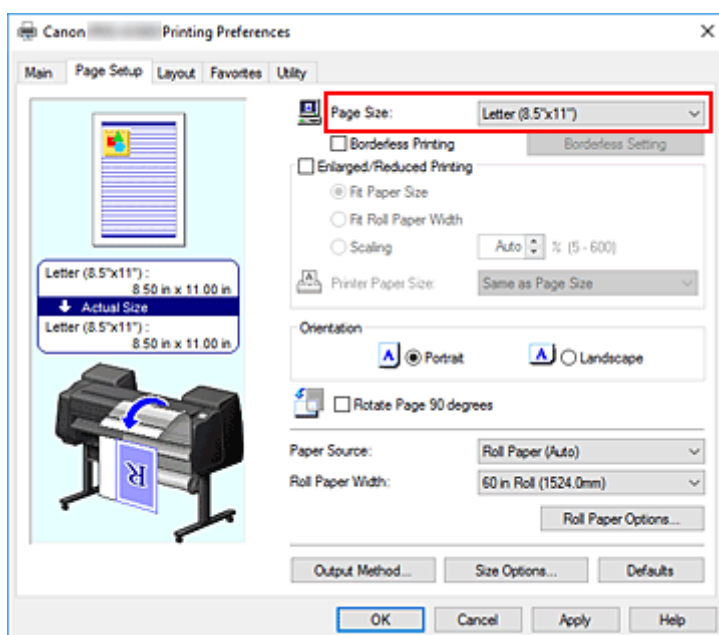 Canon Printing Preferences
Main Page Setup Layout Favorites Utility
Page Size: Letter (8.5"x11")
Borderless Printing Borderless Setting
Enlarged/Reduced Printing
Fit Paper Size
Fit Roll Paper Width
Scaling Auto % (5 - 600)
Printer Paper Size: Same as Page Size
Letter (8.5"x11") :
8.50 in x 11.00 in
Actual Size
Letter (8.5"x11") :
8.50 in x 11.00 in
Orientation
A Portrait A Landscape
Rotate Page 90 degrees
Paper Source: Roll Paper (Auto)
Roll Paper Width: 60 in Roll (1524.0mm)
Roll Paper Options...
R
Output Method... Size Options... Defaults
OK Cancel Apply Help